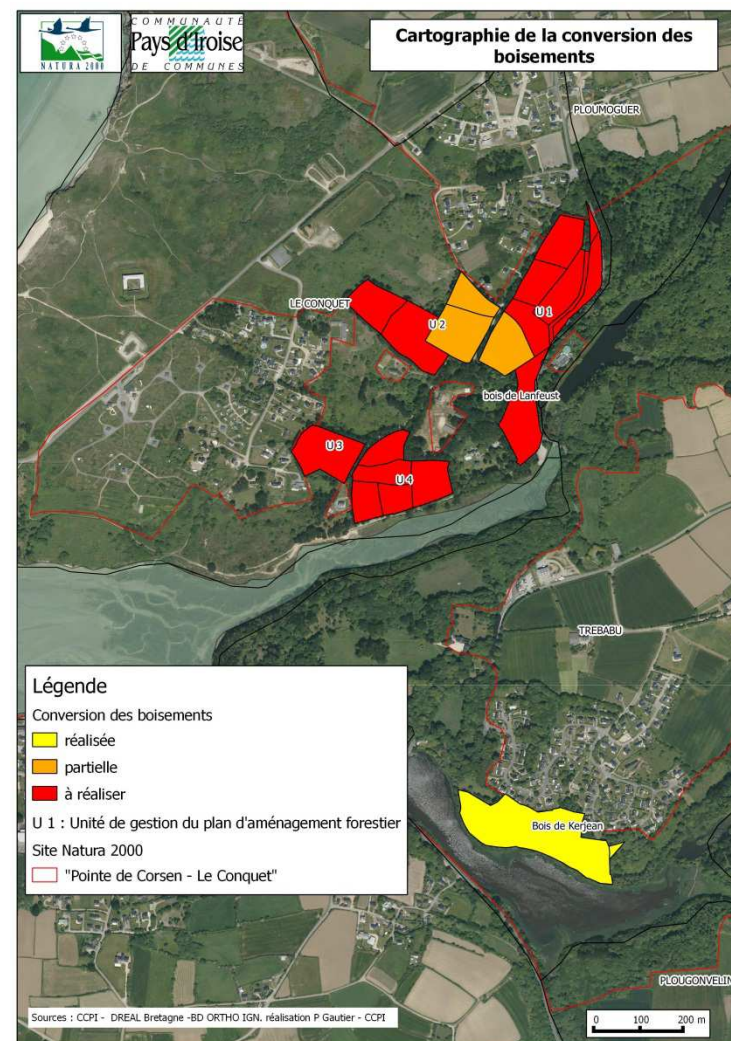 COMMUNAUTÉ
Pays d'Iroise
DE COMMUNES
NATURA 2000
Cartographie de la conversion des
boisements
PLOUMOGUER
LE CONQUET
U 2
U 1
bois de Lanfeust
U 3
U 4
TREBABU
Légende
Conversion des boisements
réalisée
partielle
à réaliser
U 1 : Unité de gestion du plan d'aménagement forestier
Site Natura 2000
"Pointe de Corsen - Le Conquet"
Bois de Kerjean
PLOUGONVELIN
Sources : CCPI - DREAL Bretagne -BD ORTHO IGN. réalisation P Gautier - CCPI
0 100 200 m